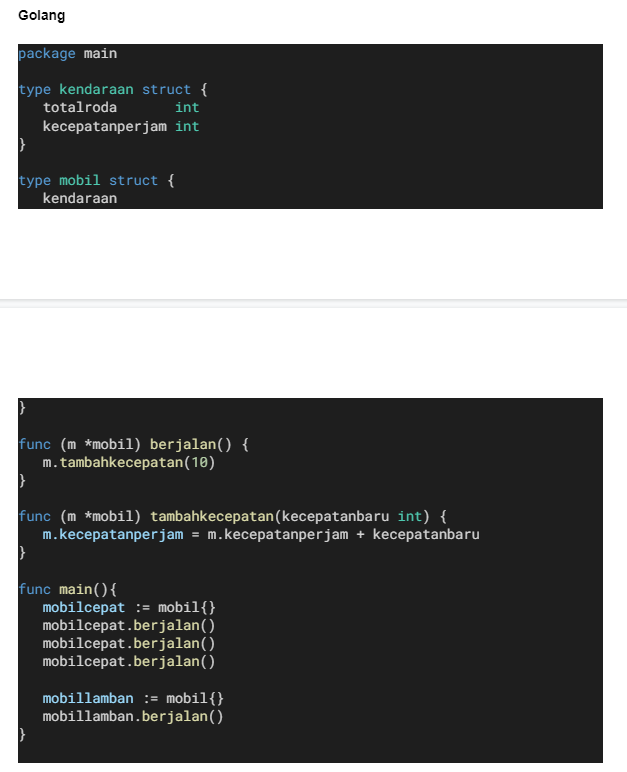 Golang
package main
type kendaraan struct {
totalroda int
kecepatanperjam int
}
type mobil struct {
kendaraan
}
func (m *mobil) berjalan() {
m.tambahkecepatan(10)
}
func (m *mobil) tambahkecepatan(kecepatanbaru int) {
m.kecepatanperjam = m.kecepatanperjam + kecepatanbaru
}
func main(){
mobilcepat := mobil{}
mobilcepat.berjalan()
mobilcepat.berjalan()
mobilcepat.berjalan()
mobillamban := mobil{}
mobillamban.berjalan()
}